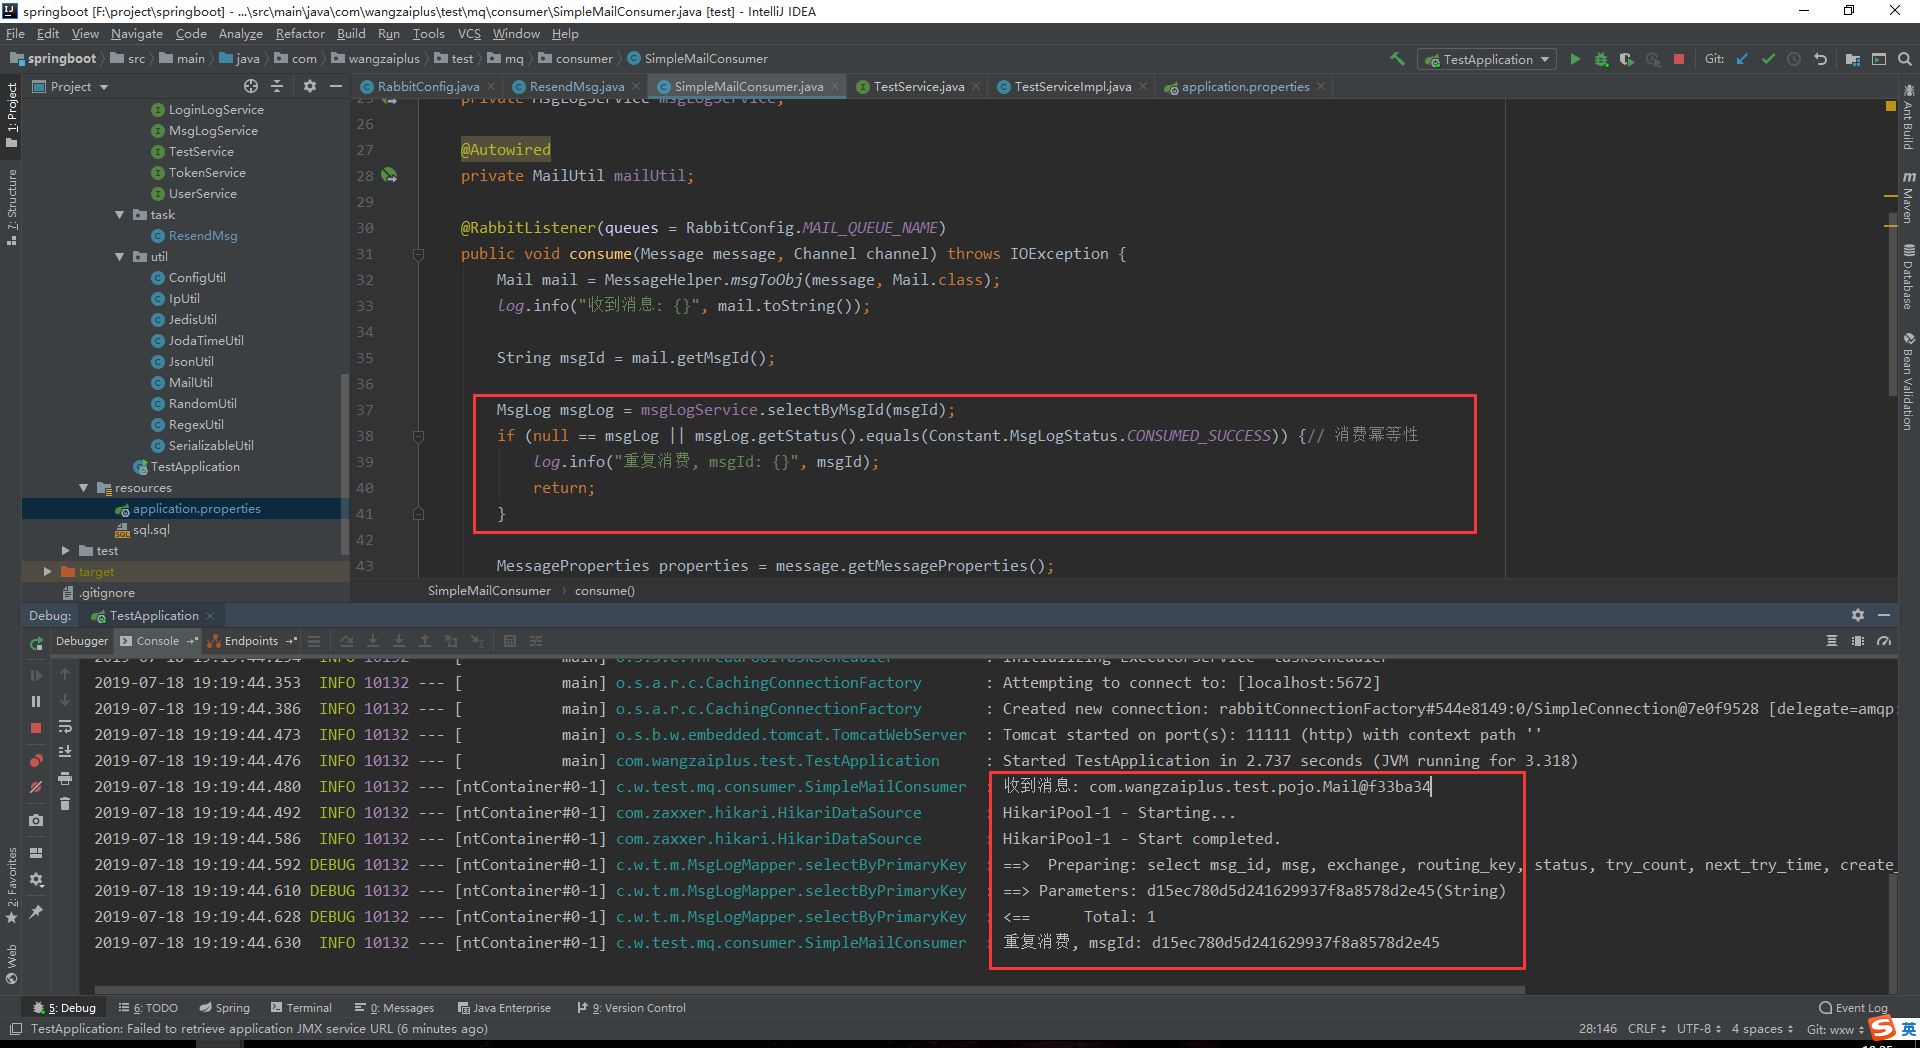 springboot [F:\project\springboot] - ...\src\main\java\com\wangzaiplus\test\mq\consumer\SimpleMailConsumer.java [test] - IntelliJ IDEA
File Edit View Navigate Code Analyze Refactor Build Run Tools VCS Window Help
springboot src main java com wangzaiplus test mq consumer SimpleMailConsumer TestApplication Git:
Project RabbitConfig.java ResendMsg.java SimpleMailConsumer.java TestService.java TestServiceImpl.java application.properties
1: Project
7: Structure
2: Favorites
Web
LoginLogService
MsgLogService
TestService
TokenService
UserService
task
ResendMsg
util
ConfigUtil
IpUtil
JedisUtil
JodaTimeUtil
JsonUtil
MailUtil
RandomUtil
RegexUtil
SerializableUtil
TestApplication
resources
application.properties
sql.sql
test
target
.gitignore
25 private MsgLogService msgLogService;
26
27 @Autowired
28 private MailUtil mailUtil;
29
30 @RabbitListener(queues = RabbitConfig.MAIL_QUEUE_NAME)
31 public void consume(Message message, Channel channel) throws IOException {
32 Mail mail = MessageHelper.msgToObj(message, Mail.class);
33 log.info("收到消息: {}", mail.toString());
34
35 String msgId = mail.getMsgId();
36
37 MsgLog msgLog = msgLogService.selectByMsgId(msgId);
38 if (null == msgLog || msgLog.getStatus().equals(Constant.MsgLogStatus.CONSUMED_SUCCESS)) {// 消费幂等性
39 log.info("重复消费, msgId: {}", msgId);
40 return;
41 }
42
43 MessageProperties properties = message.getMessageProperties();
SimpleMailConsumer consume()
Ant Build
Maven
Database
Bean Validation
Debug: TestApplication
Debugger Console Endpoints
2019-07-18 19:19:44.294 INFO 10132 --- [ main] o.s.s.c.ThreadPoolTaskScheduler : Initializing ExecutorService 'taskScheduler'
2019-07-18 19:19:44.353 INFO 10132 --- [ main] o.s.a.r.c.CachingConnectionFactory : Attempting to connect to: [localhost:5672]
2019-07-18 19:19:44.386 INFO 10132 --- [ main] o.s.a.r.c.CachingConnectionFactory : Created new connection: rabbitConnectionFactory#544e8149:0/SimpleConnection@7e0f9528 [delegate=amqp:
2019-07-18 19:19:44.473 INFO 10132 --- [ main] o.s.b.w.embedded.tomcat.TomcatWebServer : Tomcat started on port(s): 11111 (http) with context path ''
2019-07-18 19:19:44.476 INFO 10132 --- [ main] com.wangzaiplus.test.TestApplication : Started TestApplication in 2.737 seconds (JVM running for 3.318)
2019-07-18 19:19:44.480 INFO 10132 --- [ntContainer#0-1] c.w.test.mq.consumer.SimpleMailConsumer : 收到消息: com.wangzaiplus.test.pojo.Mail@f33ba34
2019-07-18 19:19:44.492 INFO 10132 --- [ntContainer#0-1] com.zaxxer.hikari.HikariDataSource : HikariPool-1 - Starting...
2019-07-18 19:19:44.586 INFO 10132 --- [ntContainer#0-1] com.zaxxer.hikari.HikariDataSource : HikariPool-1 - Start completed.
2019-07-18 19:19:44.592 DEBUG 10132 --- [ntContainer#0-1] c.w.t.m.MsgLogMapper.selectByPrimaryKey : ==> Preparing: select msg_id, msg, exchange, routing_key, status, try_count, next_try_time, create_
2019-07-18 19:19:44.610 DEBUG 10132 --- [ntContainer#0-1] c.w.t.m.MsgLogMapper.selectByPrimaryKey : ==> Parameters: d15ec780d5d241629937f8a8578d2e45(String)
2019-07-18 19:19:44.628 DEBUG 10132 --- [ntContainer#0-1] c.w.t.m.MsgLogMapper.selectByPrimaryKey : <== Total: 1
2019-07-18 19:19:44.630 INFO 10132 --- [ntContainer#0-1] c.w.test.mq.consumer.SimpleMailConsumer : 重复消费, msgId: d15ec780d5d241629937f8a8578d2e45
5: Debug 6: TODO Spring Terminal 0: Messages Java Enterprise 9: Version Control Event Log
TestApplication: Failed to retrieve application JMX service URL (6 minutes ago) 28:146 CRLF UTF-8 4 spaces Git: wxw 英